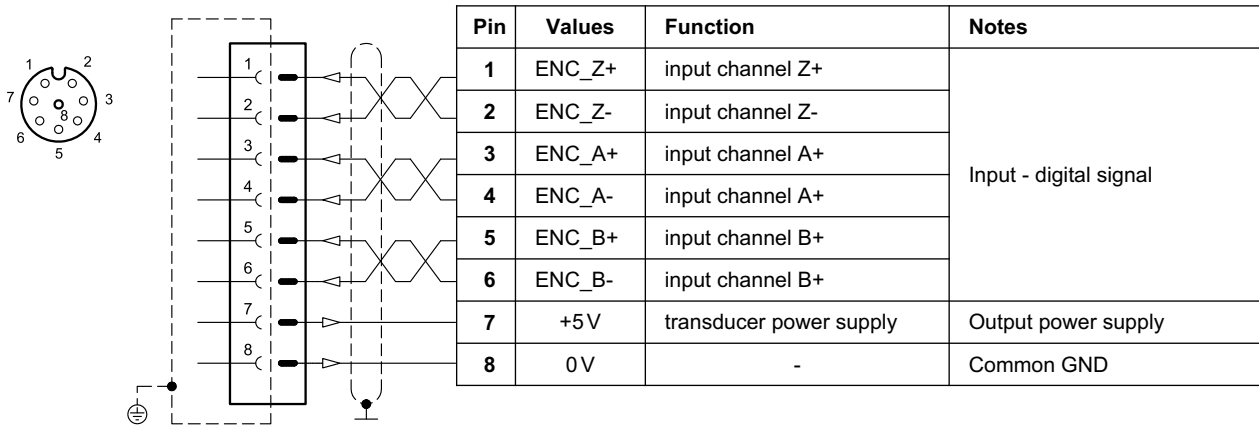 1 2
7 3
8
6 4
5
1
2
3
4
5
6
7
8
Pin Values Function Notes
1 ENC_Z+ input channel Z+
2 ENC_Z- input channel Z-
3 ENC_A+ input channel A+
Input - digital signal
4 ENC_A- input channel A+
5 ENC_B+ input channel B+
6 ENC_B- input channel B+
7 +5V transducer power supply Output power supply
8 0V - Common GND